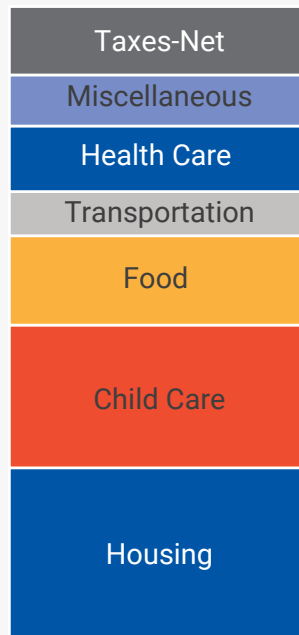 Taxes-Net
Miscellaneous
Health Care
Transportation
Food
Child Care
Housing